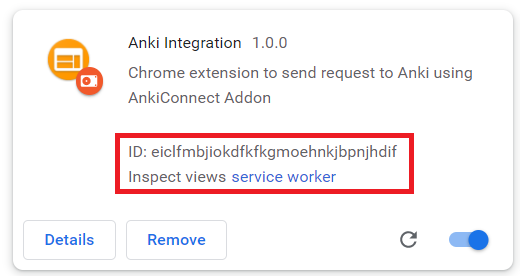 Anki Integration 1.0.0
Chrome extension to send request to Anki using
AnkiConnect Addon
ID: eiclfmbjiokdfkfkgmoehnkjbpnjhdif
Inspect views service worker
Details Remove